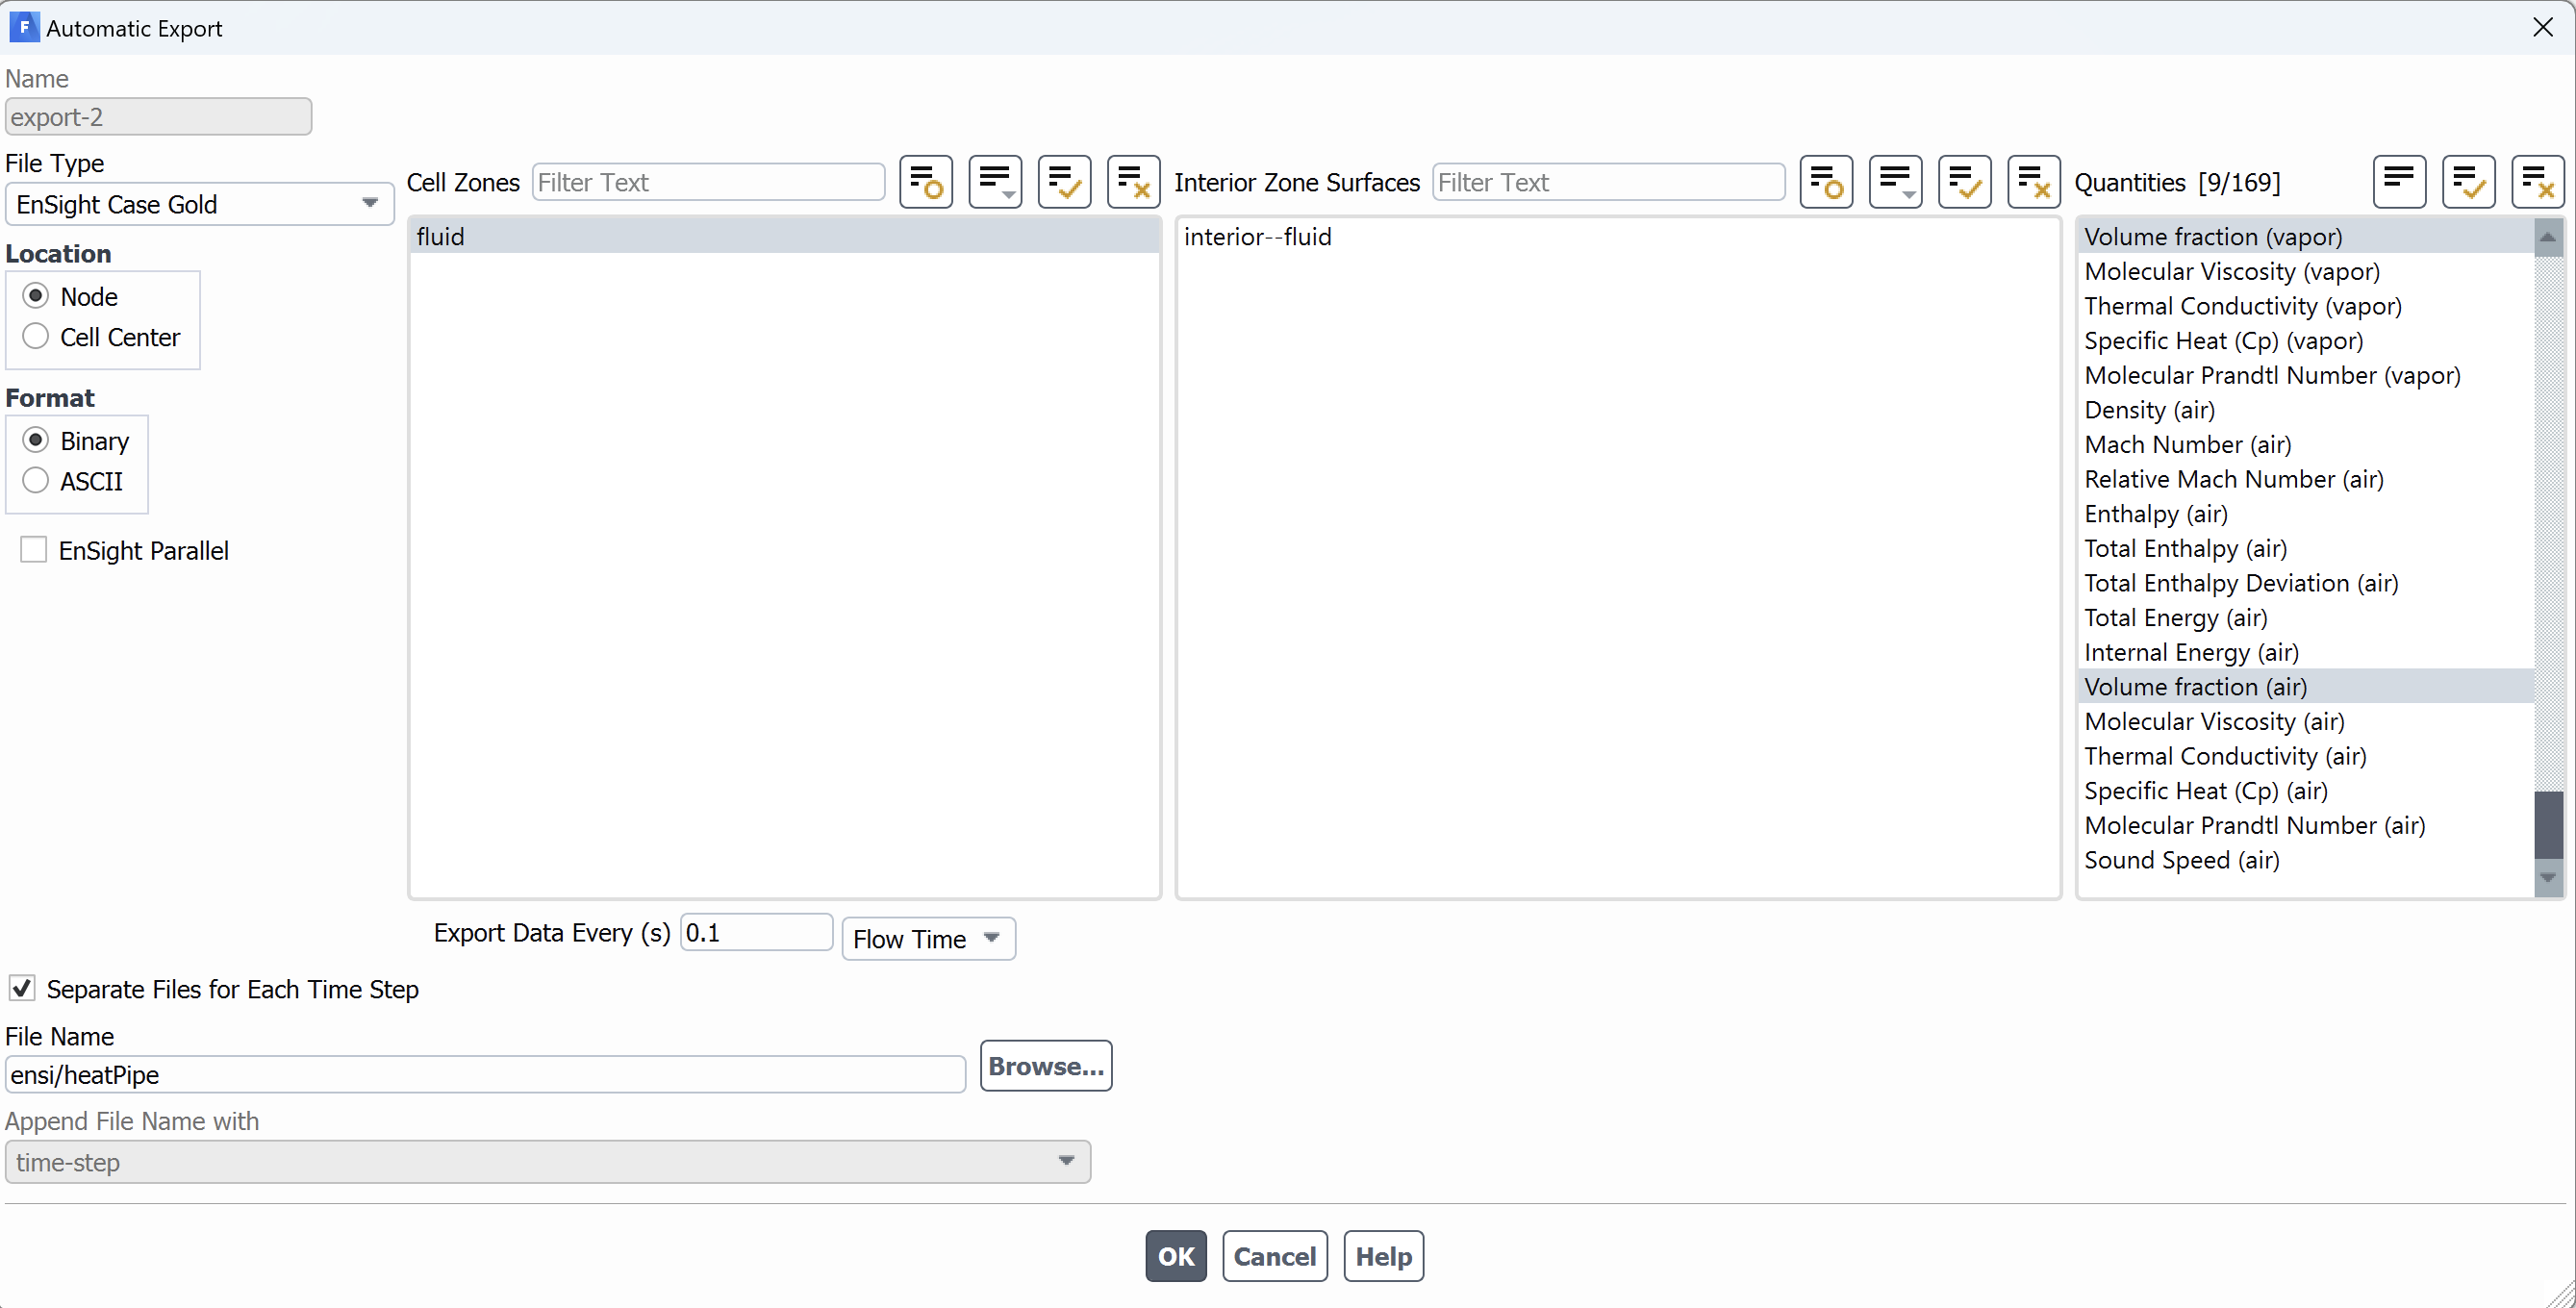 Automatic Export
Name
export-2
File Type
EnSight Case Gold
Location
Node
Cell Center
Format
Binary
ASCII
EnSight Parallel
Cell Zones Filter Text
fluid
Interior Zone Surfaces Filter Text
interior--fluid
Quantities [9/169]
Volume fraction (vapor)
Molecular Viscosity (vapor)
Thermal Conductivity (vapor)
Specific Heat (Cp) (vapor)
Molecular Prandtl Number (vapor)
Density (air)
Mach Number (air)
Relative Mach Number (air)
Enthalpy (air)
Total Enthalpy (air)
Total Enthalpy Deviation (air)
Total Energy (air)
Internal Energy (air)
Volume fraction (air)
Molecular Viscosity (air)
Thermal Conductivity (air)
Specific Heat (Cp) (air)
Molecular Prandtl Number (air)
Sound Speed (air)
Export Data Every (s) 0.1 Flow Time
Separate Files for Each Time Step
File Name
ensi/heatPipe Browse...
Append File Name with
time-step
OK Cancel Help